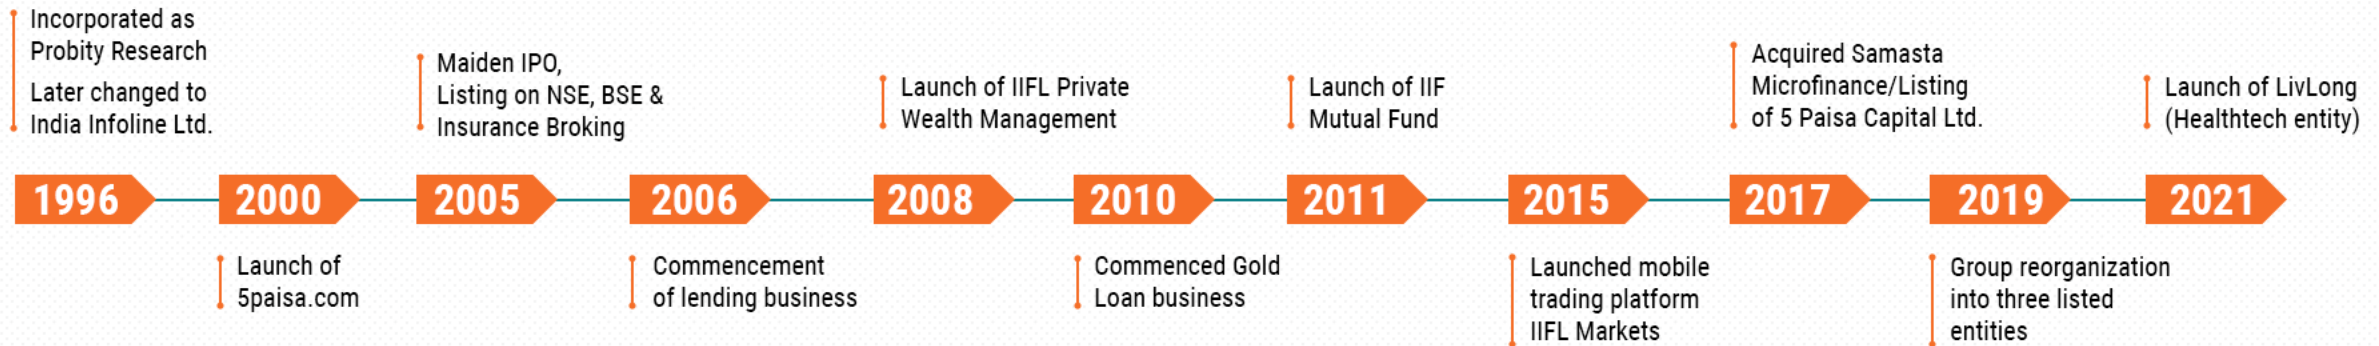 Incorporated as
Probity Research
Later changed to
India Infoline Ltd.
Maiden IPO,
Listing on NSE, BSE &
Insurance Broking
Launch of IIFL Private
Wealth Management
Launch of IIF
Mutual Fund
Acquired Samasta
Microfinance/Listing
of 5 Paisa Capital Ltd.
Launch of LivLong
(Healthtech entity)
1996 2000 2005 2006 2008 2010 2011 2015 2017 2019 2021
Launch of
5paisa.com
Commencement
of lending business
Commenced Gold
Loan business
Launched mobile
trading platform
IIFL Markets
Group reorganization
into three listed
entities